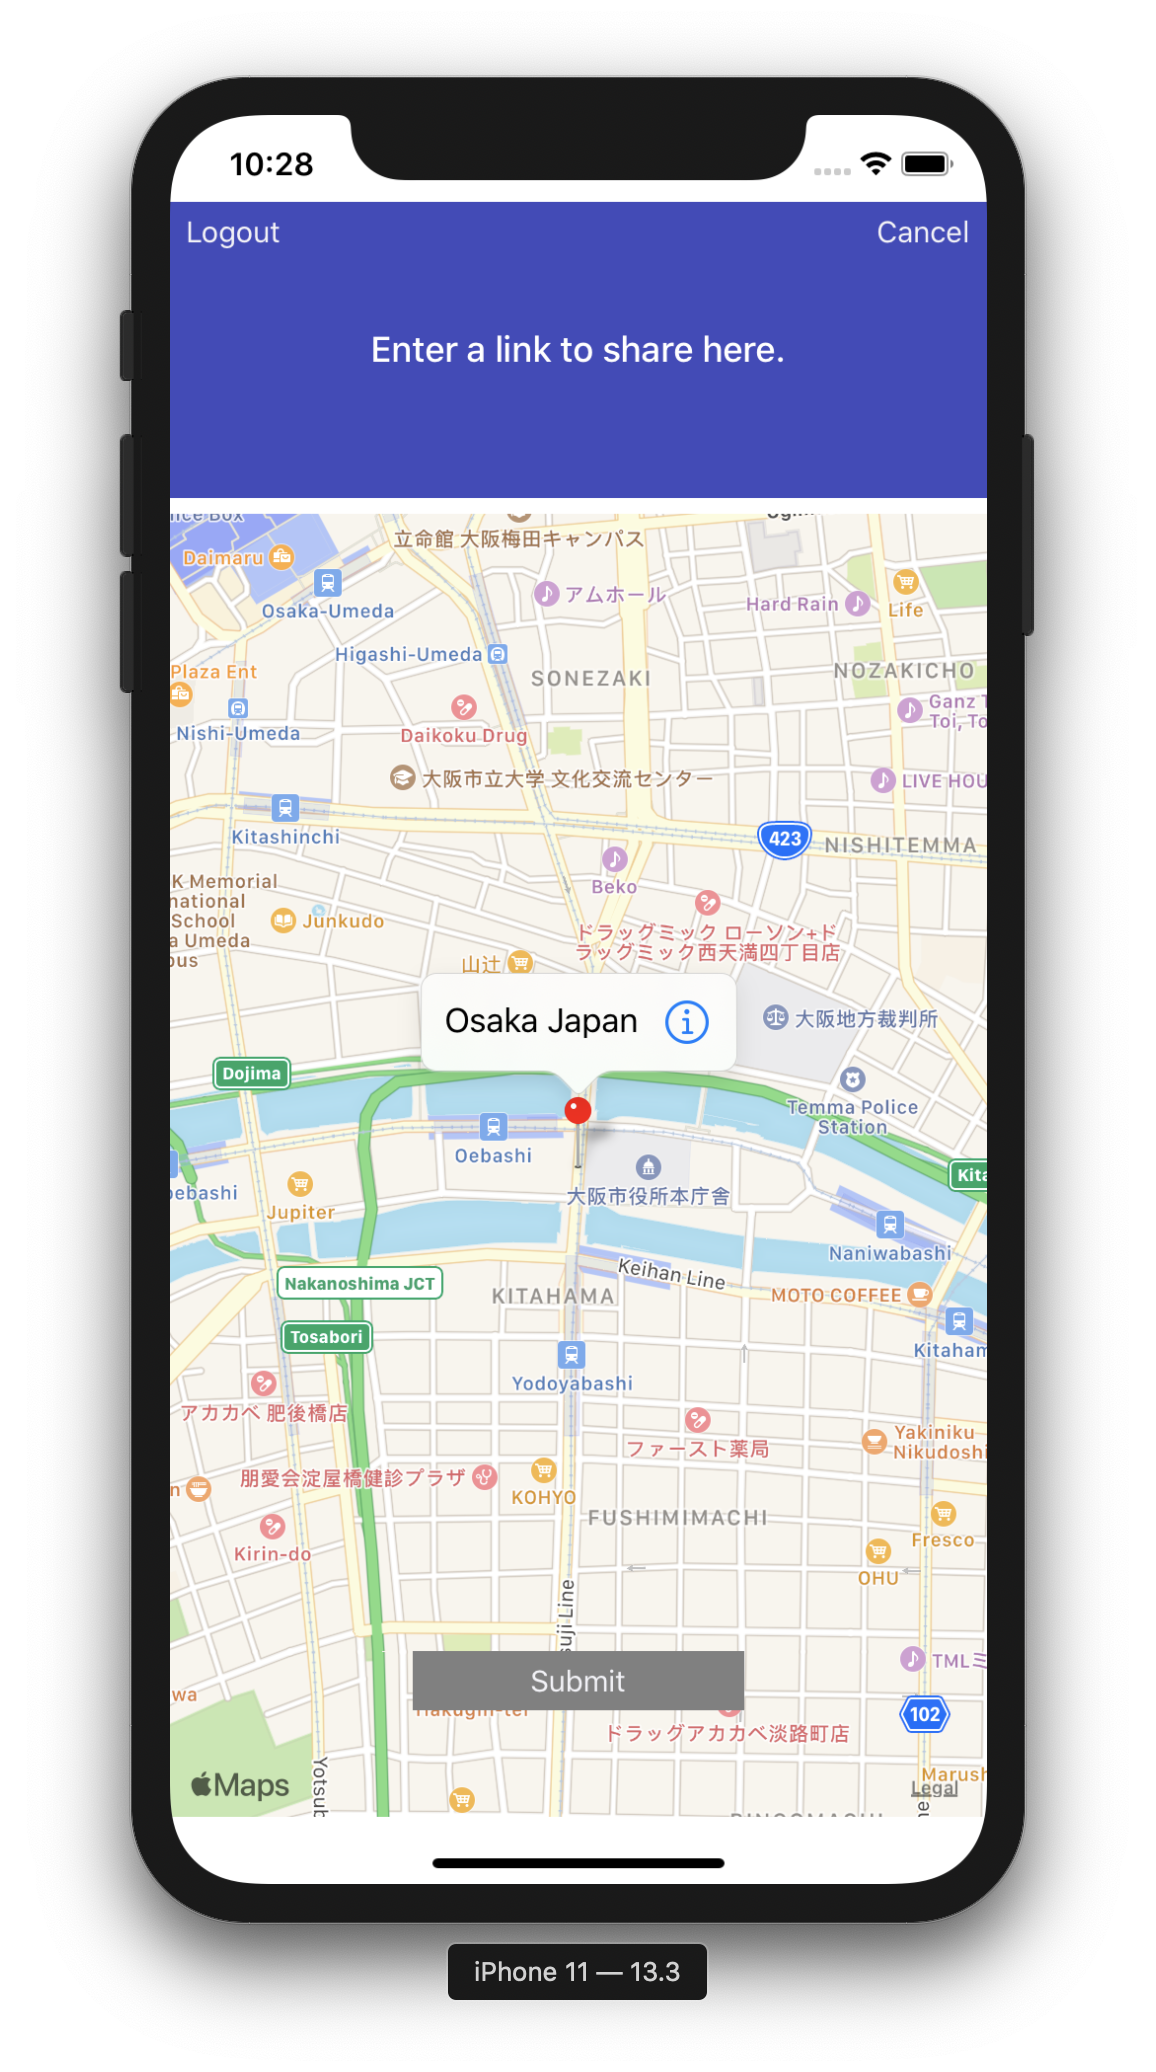 10:28
Logout
Cancel
Enter a link to share here.
立命館 大阪梅田キャンパス
Daimaru
アムホール
Hard Rain
Life
Osaka-Umeda
Higashi-Umeda
SONEZAKI
NOZAKICHO
Plaza Ent
Ganz T
Toi, To
Nishi-Umeda
Daikoku Drug
大阪市立大学 文化交流センター
LIVE HOU
Kitashinchi
423
NISHITEMMA
Beko
K Memorial
national
School
a Umeda
ous
Junkudo
ドラッグミック ローソン+ド
ラッグミック西天満四丁目店
山辻
Osaka Japan
大阪地方裁判所
Dojima
Temma Police
Station
Oebashi
大阪市役所本庁舎
Kita
oebashi
Jupiter
Naniwabashi
Keihan Line
Nakanoshima JCT
KITAHAMA
MOTO COFFEE
Tosabori
Kitaham
Yodoyabashi
アカカベ 肥後橋店
ファースト薬局
Yakiniku
Nikudoshi
朋愛会淀屋橋健診プラザ
n
KOHYO
FUSHIMIMACHI
Fresco
Kirin-do
OHU
suji Line
TMLミ
Submit
wa
102
ドラッグアカカベ淡路町店
Maps
Yotsub
Marush
Legal
iPhone 11 — 13.3